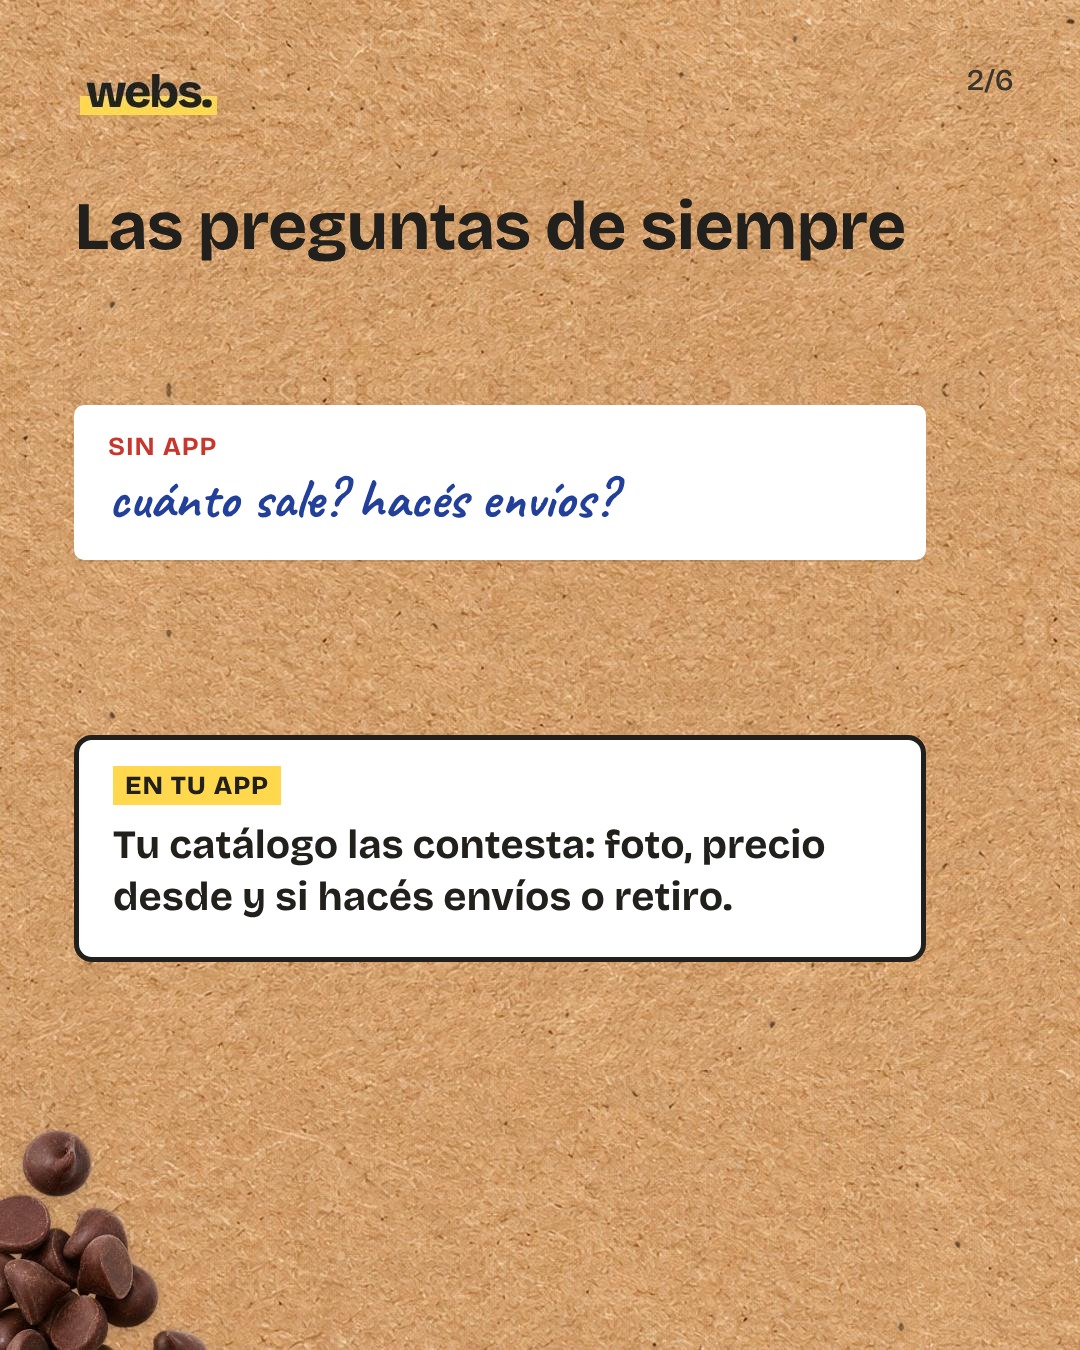 webs.
2/6
Las preguntas de siempre
SIN APP
cuánto sale? hacés envíos?
EN TU APP
Tu catálogo las contesta: foto, precio
desde y si hacés envíos o retiro.